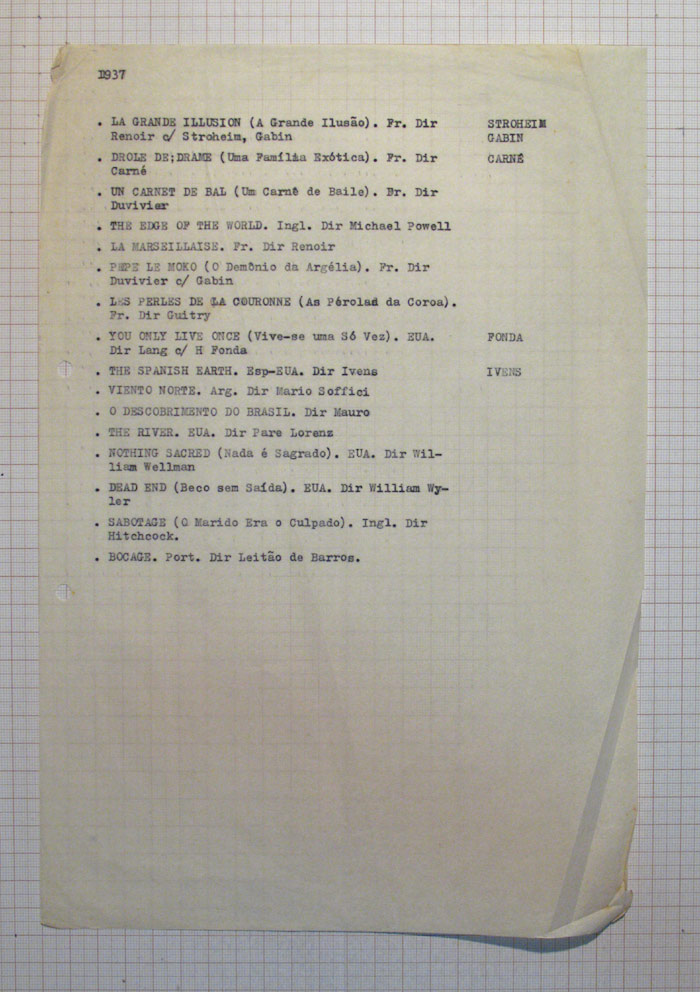 1937
. LA GRANDE ILLUSION (A Grande Ilusão). Fr. Dir STROHEIM
Renoir c/ Stroheim, Gabin GABIN
. DROLE DE;DRAME (Uma Família Exótica). Fr. Dir CARNÉ
Carné
. UN CARNET DE BAL (Um Carnê de Baile). Fr. Dir
Duvivier
. THE EDGE OF THE WORLD. Ingl. Dir Michael Powell
. LA MARSEILLAISE. Fr. Dir Renoir
. PEPE LE MOKO (O Demônio da Argélia). Fr. Dir
Duvivier c/ Gabin
. LES PERLES DE LA COURONNE (As Pérolas da Coroa).
Fr. Dir Guitry
. YOU ONLY LIVE ONCE (Vive-se uma Só Vez). EUA. FONDA
Dir Lang c/ H Fonda
. THE SPANISH EARTH. Esp-EUA. Dir Ivens IVENS
. VIENTO NORTE. Arg. Dir Mario Soffici
. O DESCOBRIMENTO DO BRASIL. Dir Mauro
. THE RIVER. EUA. Dir Pare Lorenz
. NOTHING SACRED (Nada é Sagrado). EUA. Dir Wil-
liam Wellman
. DEAD END (Beco sem Saída). EUA. Dir William Wy-
ler
. SABOTAGE (O Marido Era o Culpado). Ingl. Dir
Hitchcock.
. BOCAGE. Port. Dir Leitão de Barros.